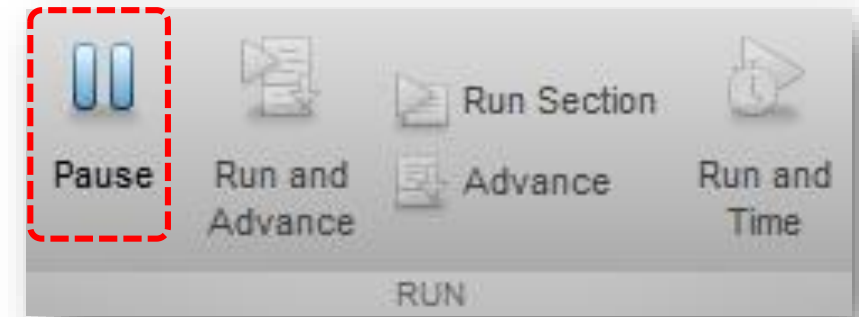 Pause
Run and
Advance
Run Section
Advance
Run and
Time
RUN